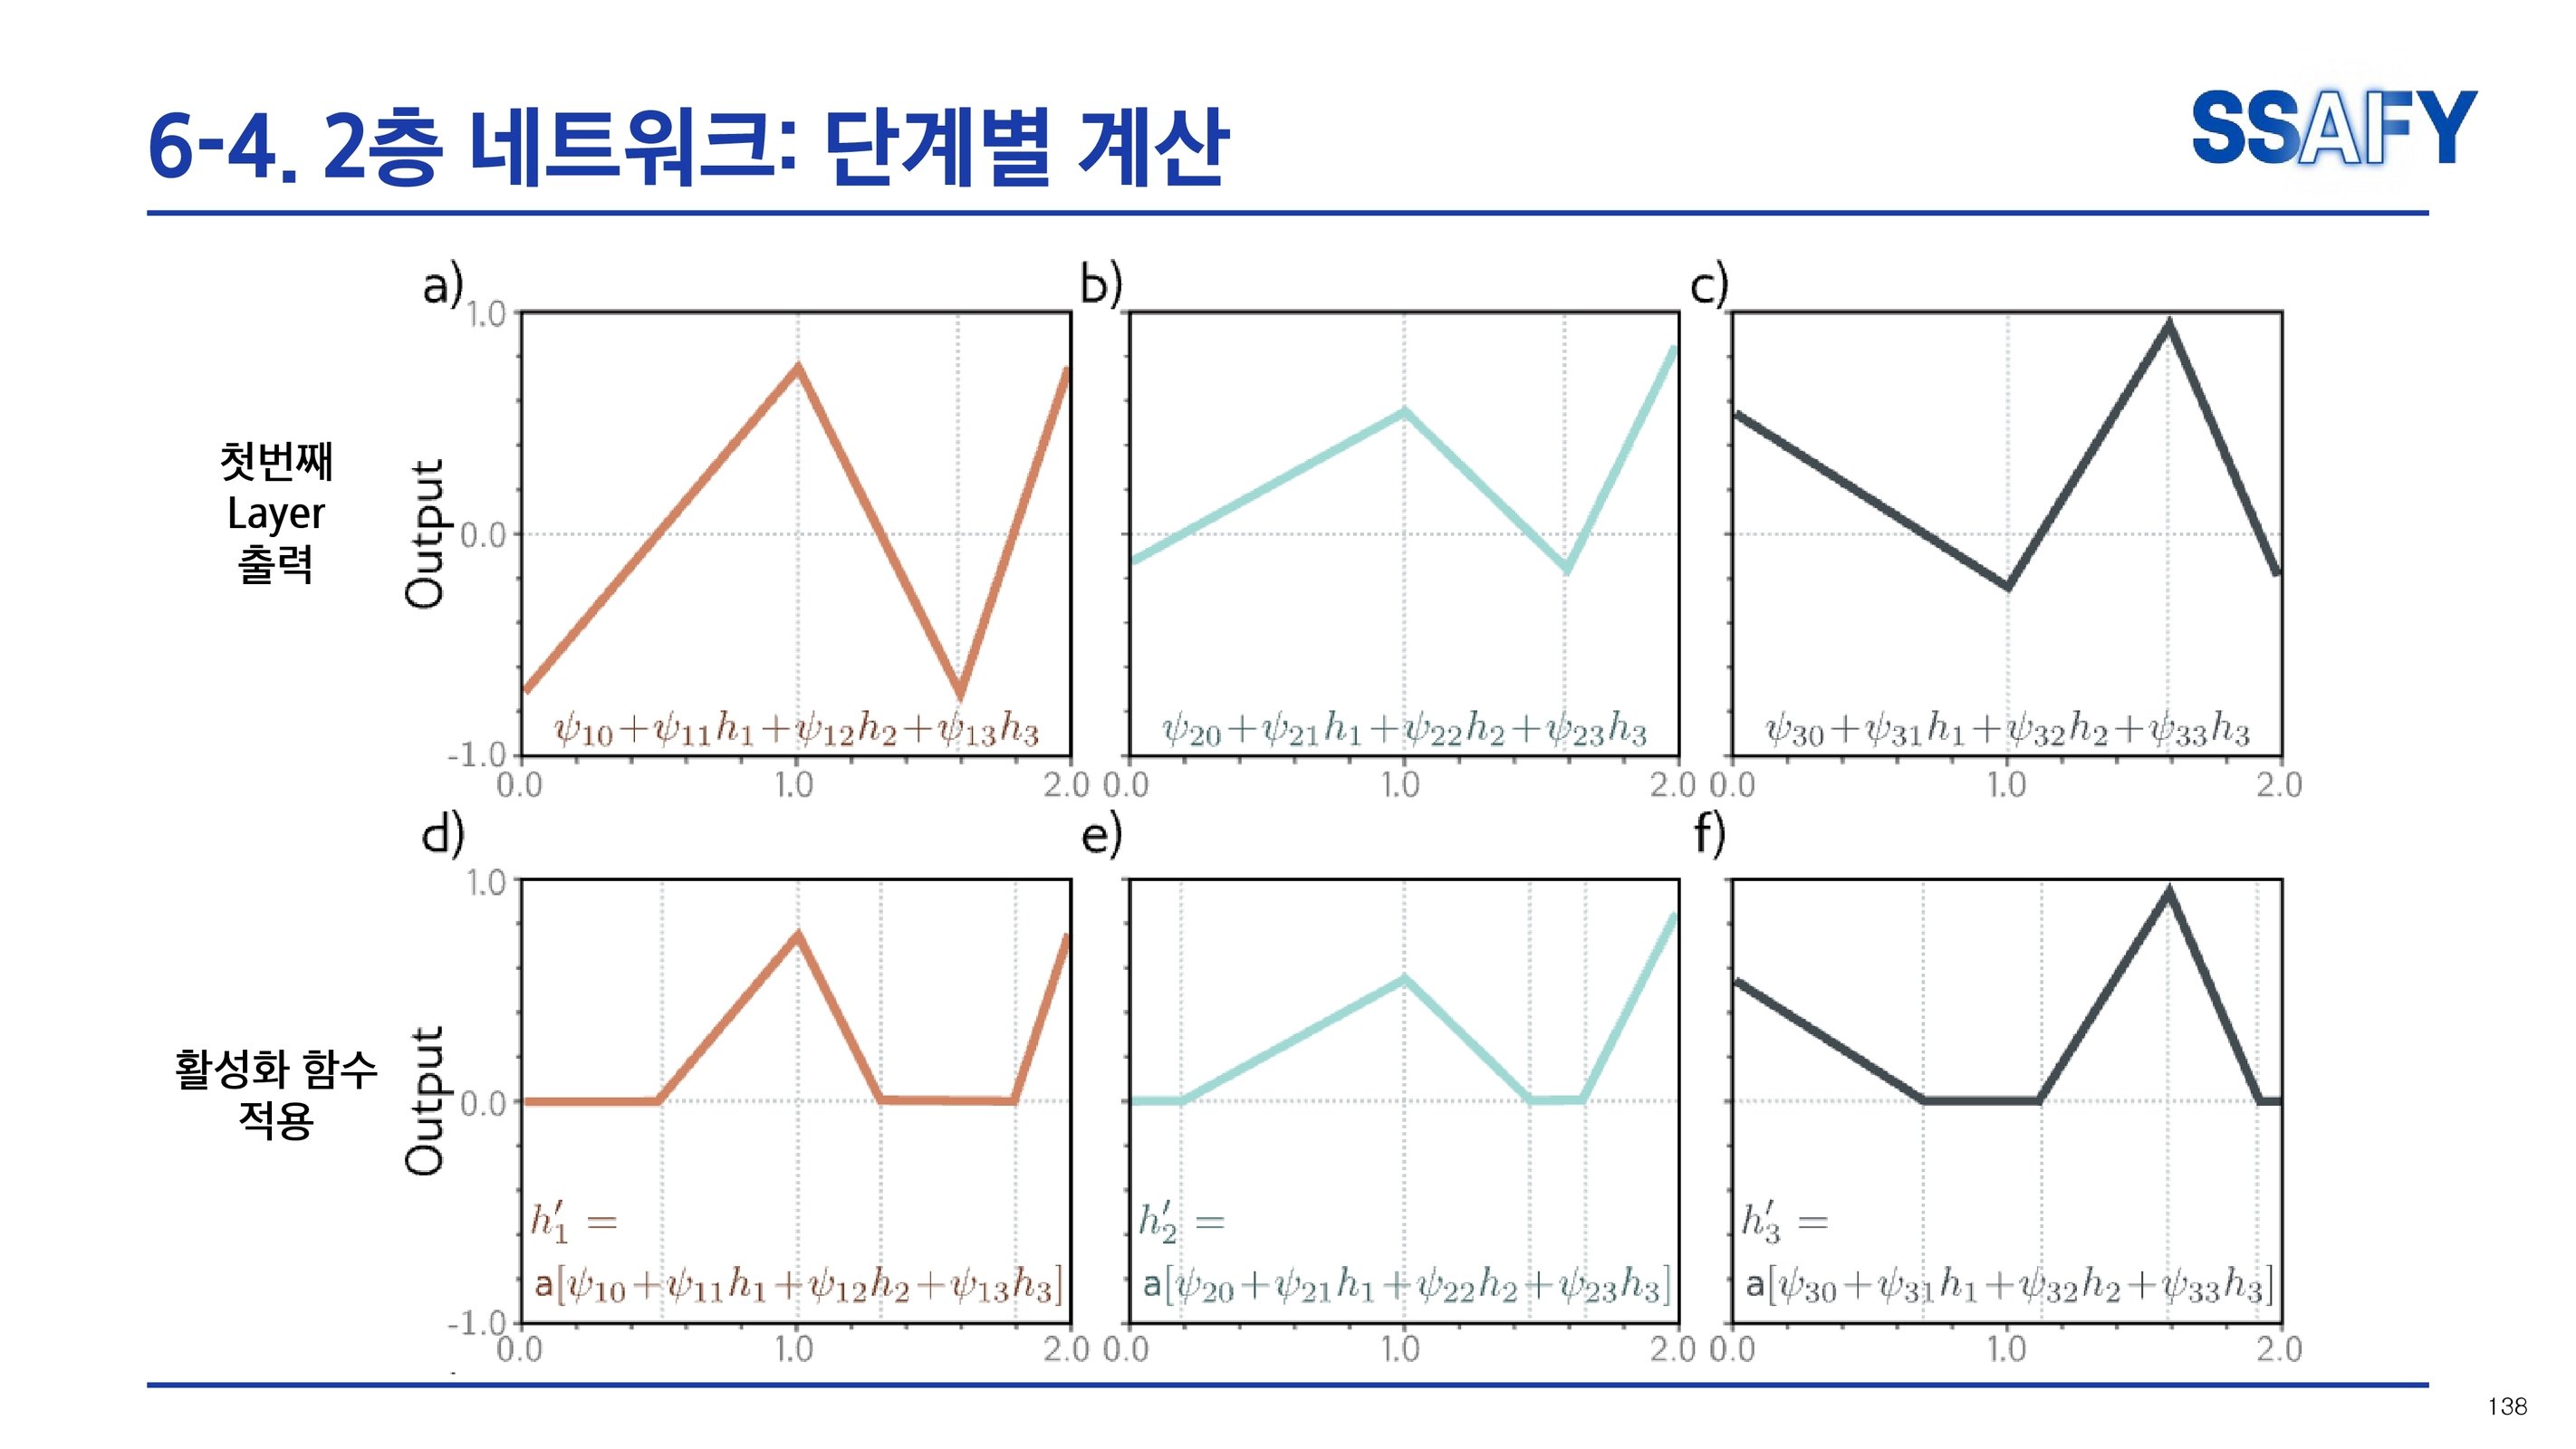 6-4. 2층 네트워크: 단계별 계산
SSAFY
첫번째
Layer
출력
a)
Output
1.0
0.0
-1.0
ψ₁₀+ψ₁₁h₁+ψ₁₂h₂+ψ₁₃h₃
0.0 1.0 2.0
b)
ψ₂₀+ψ₂₁h₁+ψ₂₂h₂+ψ₂₃h₃
0.0 1.0 2.0
c)
ψ₃₀+ψ₃₁h₁+ψ₃₂h₂+ψ₃₃h₃
0.0 1.0 2.0
활성화 함수
적용
d)
Output
1.0
0.0
-1.0
h′₁ =
a[ψ₁₀+ψ₁₁h₁+ψ₁₂h₂+ψ₁₃h₃]
0.0 1.0 2.0
e)
h′₂ =
a[ψ₂₀+ψ₂₁h₁+ψ₂₂h₂+ψ₂₃h₃]
0.0 1.0 2.0
f)
h′₃ =
a[ψ₃₀+ψ₃₁h₁+ψ₃₂h₂+ψ₃₃h₃]
0.0 1.0 2.0
138